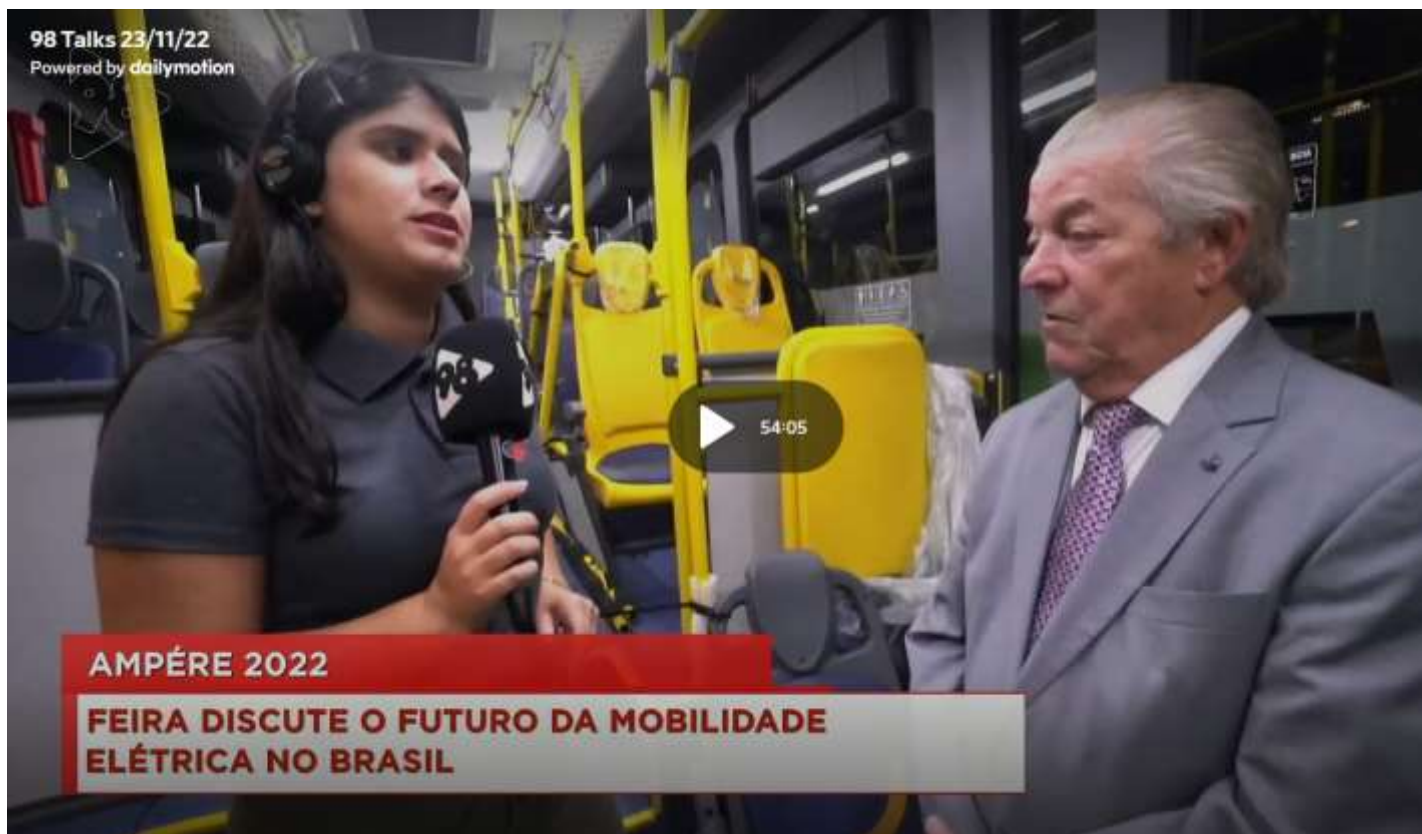 98 Talks 23/11/22
Powered by dailymotion
98
54:05
AMPÉRE 2022
FEIRA DISCUTE O FUTURO DA MOBILIDADE
ELÉTRICA NO BRASIL